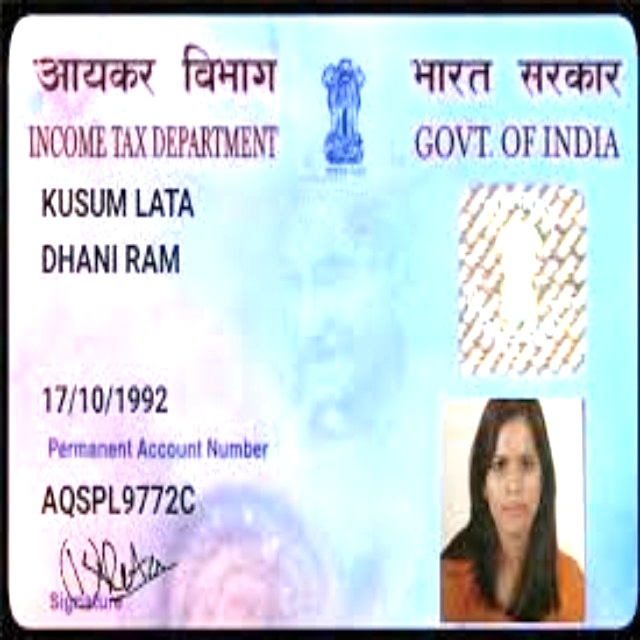 आयकर विभाग
भारत सरकार
INCOME TAX DEPARTMENT
GOVT. OF INDIA
KUSUM LATA
DHANI RAM
17/10/1992
Permanent Account Number
AQSPL9772C
Signature